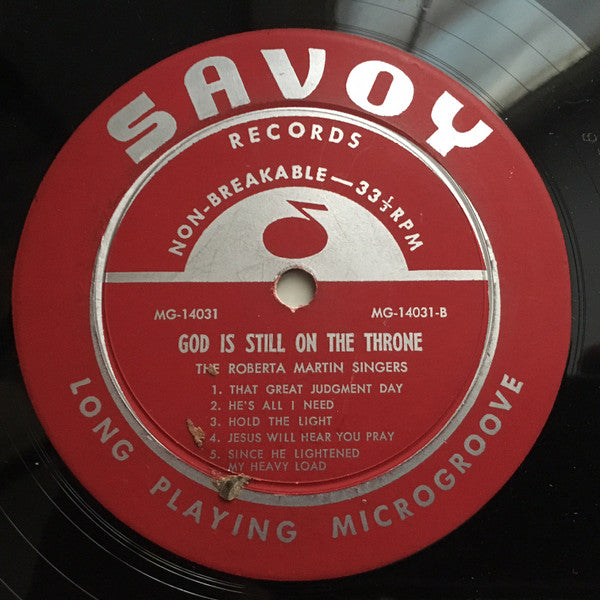 SAVOY
RECORDS
NON-BREAKABLE—33⅓RPM
MG-14031
MG-14031-B
GOD IS STILL ON THE THRONE
THE ROBERTA MARTIN SINGERS
1. THAT GREAT JUDGMENT DAY
2. HE'S ALL I NEED
3. HOLD THE LIGHT
4. JESUS WILL HEAR YOU PRAY
5. SINCE HE LIGHTENED
MY HEAVY LOAD
LONG PLAYING MICROGROOVE